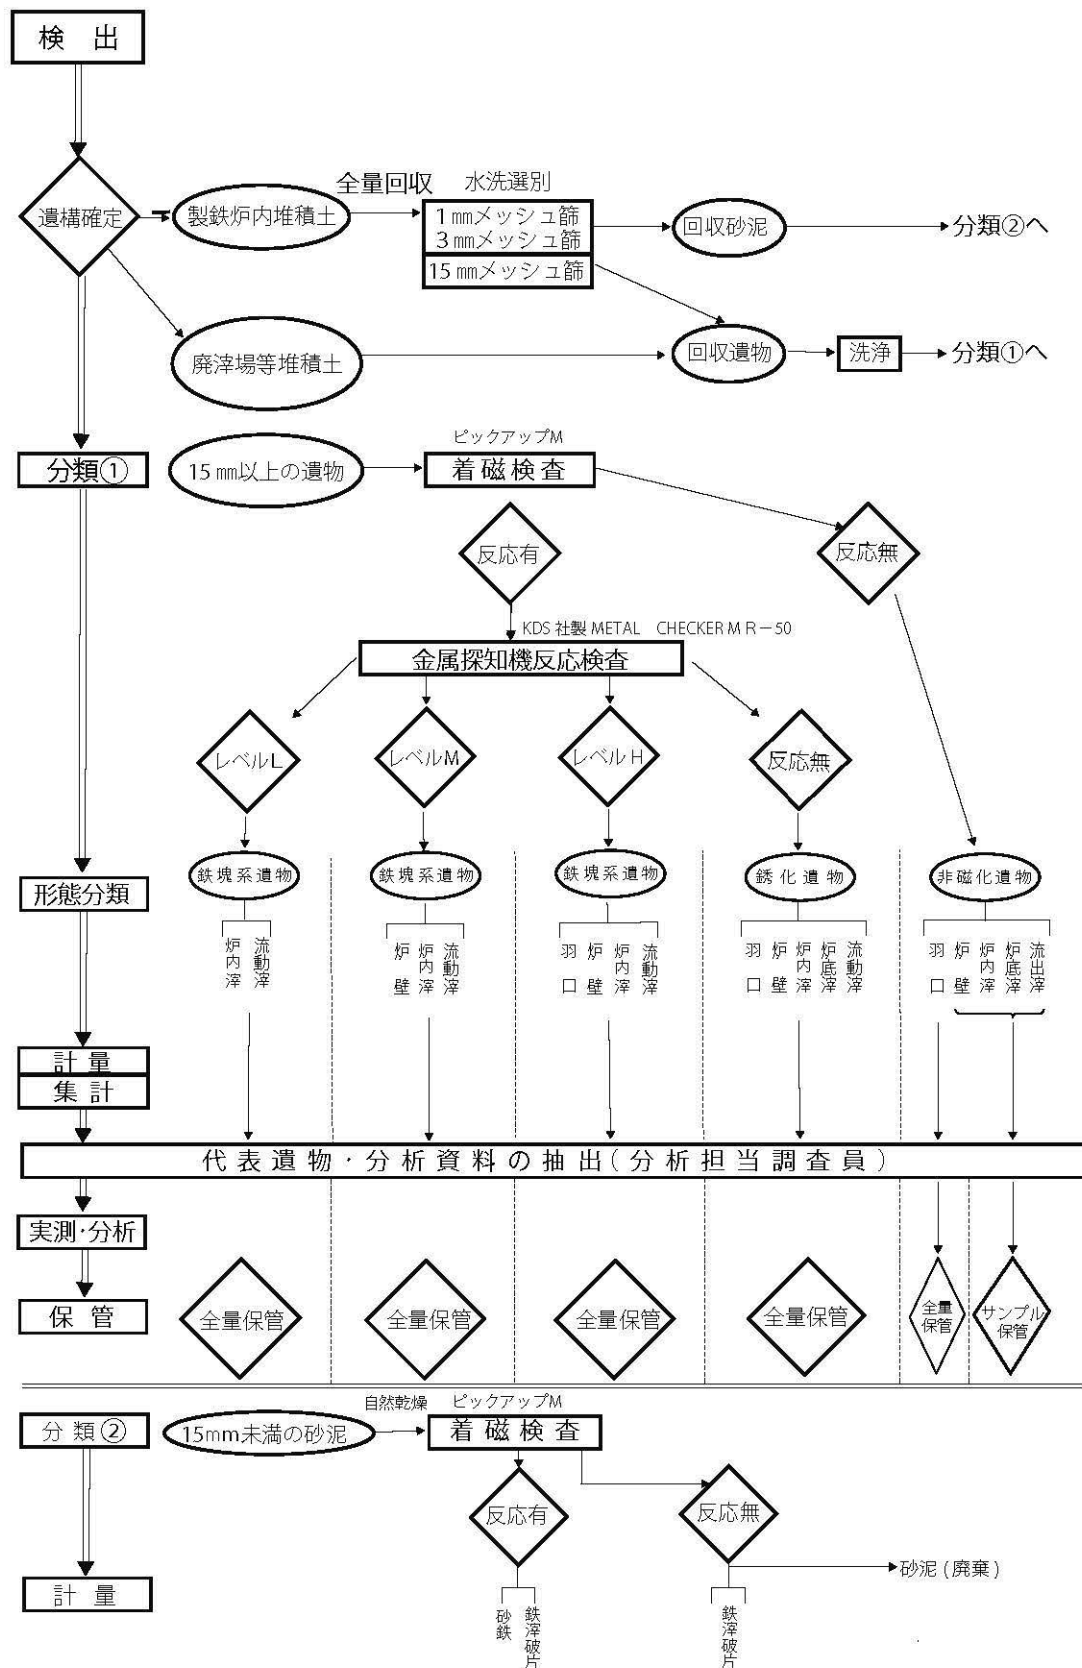 検 出
全量回収
水洗選別
遺構確定
製鉄炉内堆積土
1㎜メッシュ篩
3㎜メッシュ篩
15㎜メッシュ篩
回収砂泥
分類②へ
廃滓場等堆積土
回収遺物
洗浄
分類①へ
ピックアップM
分類①
15㎜以上の遺物
着磁検査
反応有
反応無
KDS 社製 METAL CHECKER M R－50
金属探知機反応検査
レベルL
レベルM
レベル H
反応無
形態分類
鉄塊系遺物
鉄塊系遺物
鉄塊系遺物
銹化遺物
非磁化遺物
炉内滓
流動滓
炉壁
炉内滓
流動滓
羽口
炉壁
炉内滓
流動滓
羽口
炉壁
炉内滓
炉底滓
流動滓
羽口
炉壁
炉内滓
炉底滓
流出滓
計 量
集 計
代表遺物・分析資料の抽出(分析担当調査員)
実測・分析
保 管
全量保管
全量保管
全量保管
全量保管
全量
保管
サンプル
保管
自然乾燥
ピックアップM
分 類 ②
15mm未満の砂泥
着 磁 検 査
反応有
反応無
砂泥 ( 廃棄 )
計 量
砂鉄
鉄滓破片
鉄滓破片